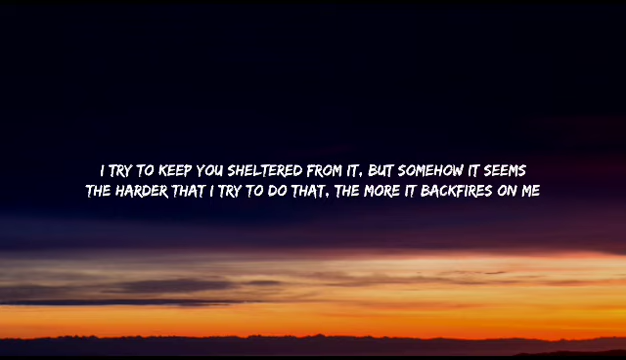 I TRY TO KEEP YOU SHELTERED FROM IT, BUT SOMEHOW IT SEEMS
THE HARDER THAT I TRY TO DO THAT, THE MORE IT BACKFIRES ON ME